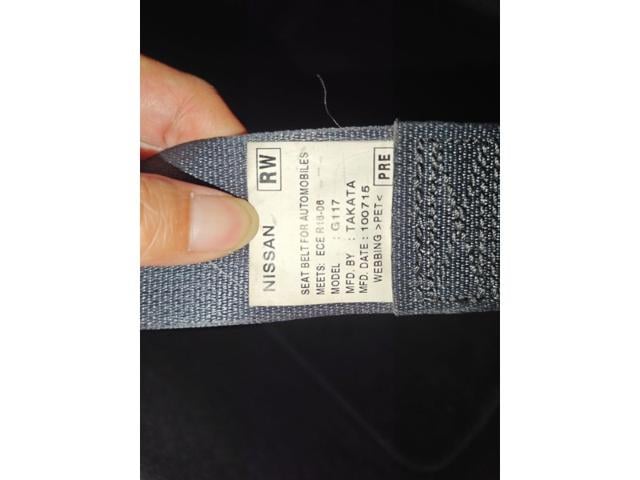 NISSAN RW
SEAT BELT FOR AUTOMOBILES
MEETS: ECE R16-06
MODEL : G117
MFD. BY : TAKATA
MFD. DATE : 100715
WEBBING >PET< PRE